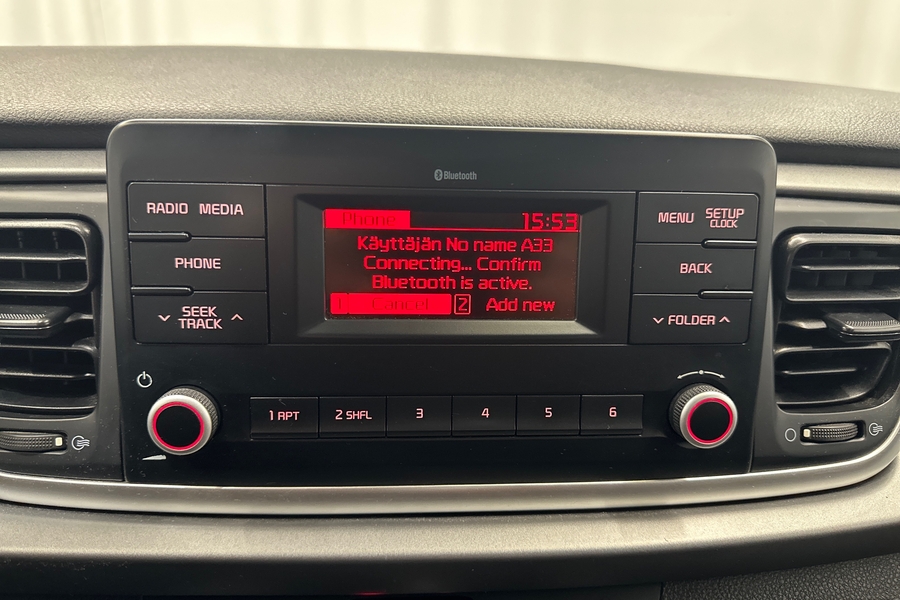 Bluetooth
RADIO MEDIA
PHONE
SEEK
TRACK
Phone 15:53
Käyttäjän No name A33
Connecting... Confirm
Bluetooth is active.
Cancel 2 Add new
MENU SETUP
CLOCK
BACK
FOLDER
1 RPT 2 SHFL 3 4 5 6